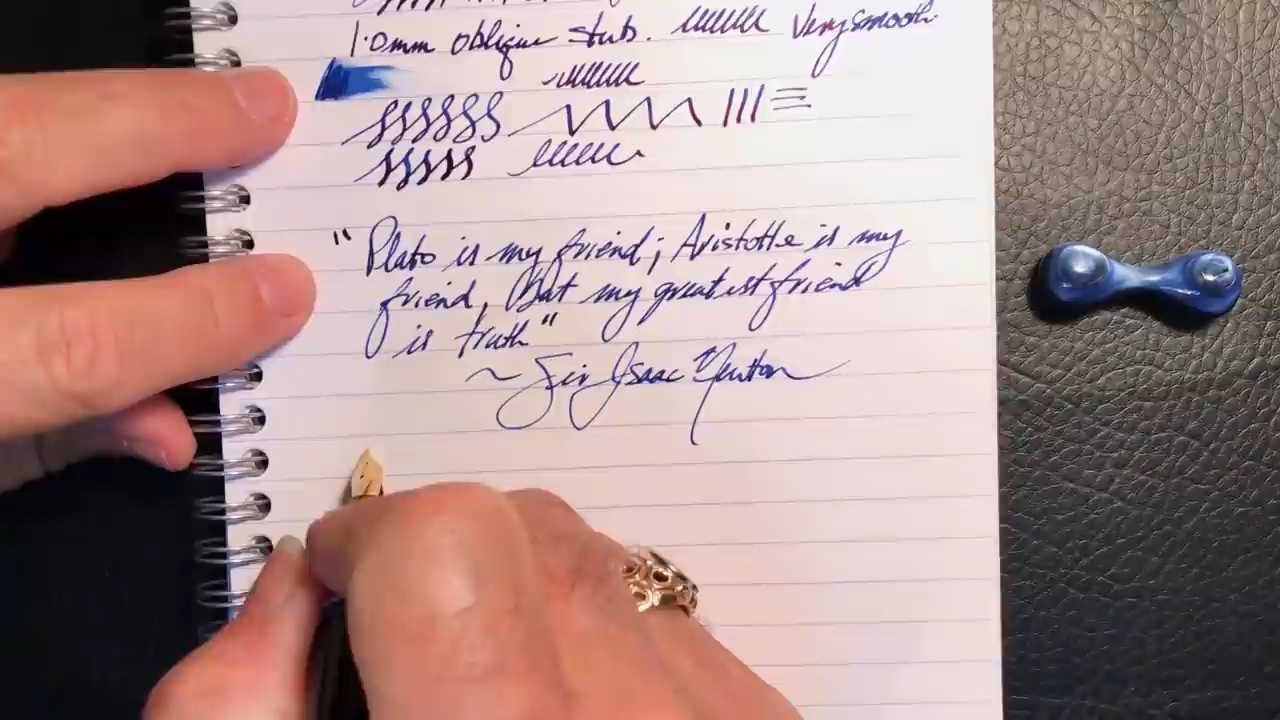 1.0mm oblique stub. Very smooth.
" Plato is my friend; Aristotle is my
friend, But my greatest friend
is truth"
~ Sir Isaac Newton